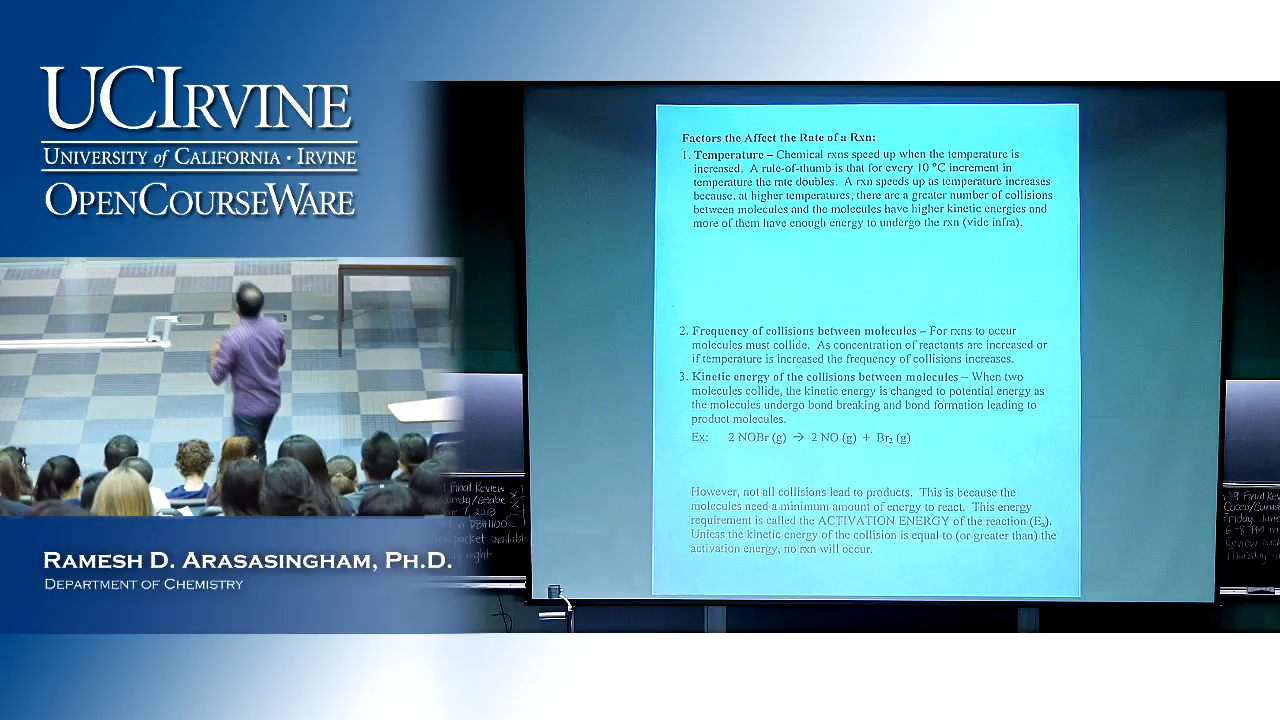 UCIRVINE
UNIVERSITY of CALIFORNIA · IRVINE
OPENCOURSEWARE
RAMESH D. ARASASINGHAM, PH.D.
DEPARTMENT OF CHEMISTRY
Factors the Affect the Rate of a Rxn:
1. Temperature – Chemical rxns speed up when the temperature is
increased. A rule-of-thumb is that for every 10 °C increment in
temperature the rate doubles. A rxn speeds up as temperature increases
because, at higher temperatures, there are a greater number of collisions
between molecules and the molecules have higher kinetic energies and
more of them have enough energy to undergo the rxn (vide infra).
2. Frequency of collisions between molecules – For rxns to occur
molecules must collide. As concentration of reactants are increased or
if temperature is increased the frequency of collisions increases.
3. Kinetic energy of the collisions between molecules – When two
molecules collide, the kinetic energy is changed to potential energy as
the molecules undergo bond breaking and bond formation leading to
product molecules.
Ex: 2 NOBr (g) → 2 NO (g) + Br₂ (g)
However, not all collisions lead to products. This is because the
molecules need a minimum amount of energy to react. This energy
requirement is called the ACTIVATION ENERGY of the reaction (Eₐ).
Unless the kinetic energy of the collision is equal to (or greater than) the
activation energy, no rxn will occur.
Final Review
2013
in DBH1100
packet
night
Final Re
Friday
Review
Thursday